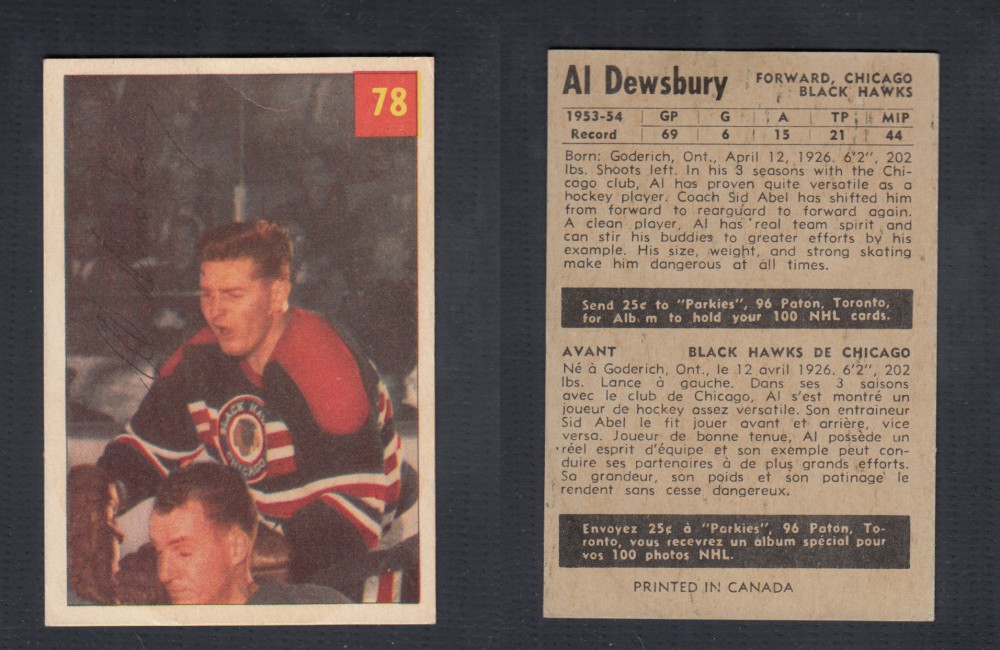 78
BLACK HAWKS
CHICAGO
Al Dewsbury
FORWARD, CHICAGO
BLACK HAWKS
1953-54 GP G A TP MIP
Record 69 6 15 21 44
Born: Goderich, Ont., April 12, 1926. 6'2", 202
lbs. Shoots left. In his 3 seasons with the Chi-
cago club, Al has proven quite versatile as a
hockey player. Coach Sid Abel has shifted him
from forward to rearguard to forward again.
A clean player, Al has real team spirit and
can stir his buddies to greater efforts by his
example. His size, weight, and strong skating
make him dangerous at all times.
Send 25c to "Parkies", 96 Paton, Toronto,
for Alb m to hold your 100 NHL cards.
AVANT BLACK HAWKS DE CHICAGO
Né à Goderich, Ont., le 12 avril 1926. 6'2", 202
lbs. Lance à gauche. Dans ses 3 saisons
avec le club de Chicago, Al s'est montré un
joueur de hockey assez versatile. Son entraineur
Sid Abel le fit jouer avant et arrière, vice
versa. Joueur de bonne tenue, Al possède un
réel esprit d'équipe et son exemple peut con-
duire ses partenaires à de plus grands efforts.
Sa grandeur, son poids et son patinage le
rendent sans cesse dangereux.
Envoyez 25c à "Parkies", 96 Paton, To-
ronto, vous recevrez un album spécial pour
vos 100 photos NHL.
PRINTED IN CANADA